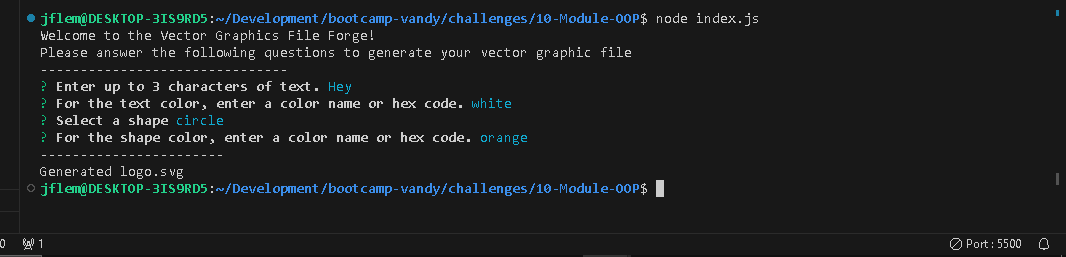 jflem@DESKTOP-3IS9RD5:~/Development/bootcamp-vandy/challenges/10-Module-OOP$ node index.js
Welcome to the Vector Graphics File Forge!
Please answer the following questions to generate your vector graphic file
-------------------------------
? Enter up to 3 characters of text. Hey
? For the text color, enter a color name or hex code. white
? Select a shape circle
? For the shape color, enter a color name or hex code. orange
-----------------------
Generated logo.svg
jflem@DESKTOP-3IS9RD5:~/Development/bootcamp-vandy/challenges/10-Module-OOP$
0 1 Port : 5500